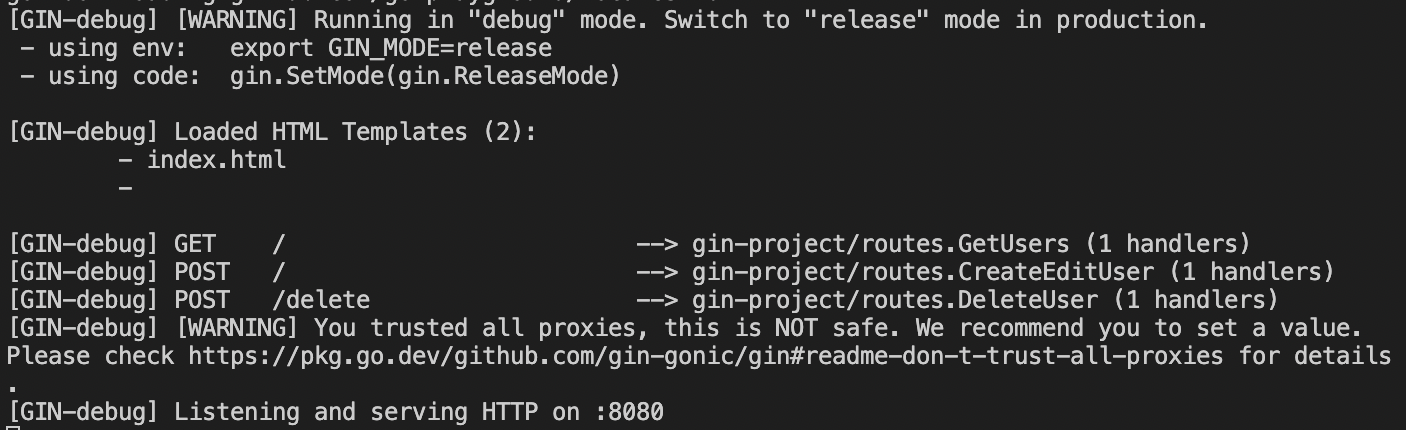 [GIN-debug] [WARNING] Running in "debug" mode. Switch to "release" mode in production.
 - using env:   export GIN_MODE=release
 - using code:  gin.SetMode(gin.ReleaseMode)

[GIN-debug] Loaded HTML Templates (2):
        - index.html
        -

[GIN-debug] GET    /                         --> gin-project/routes.GetUsers (1 handlers)
[GIN-debug] POST   /                         --> gin-project/routes.CreateEditUser (1 handlers)
[GIN-debug] POST   /delete                   --> gin-project/routes.DeleteUser (1 handlers)
[GIN-debug] [WARNING] You trusted all proxies, this is NOT safe. We recommend you to set a value.
Please check https://pkg.go.dev/github.com/gin-gonic/gin#readme-don-t-trust-all-proxies for details
.
[GIN-debug] Listening and serving HTTP on :8080